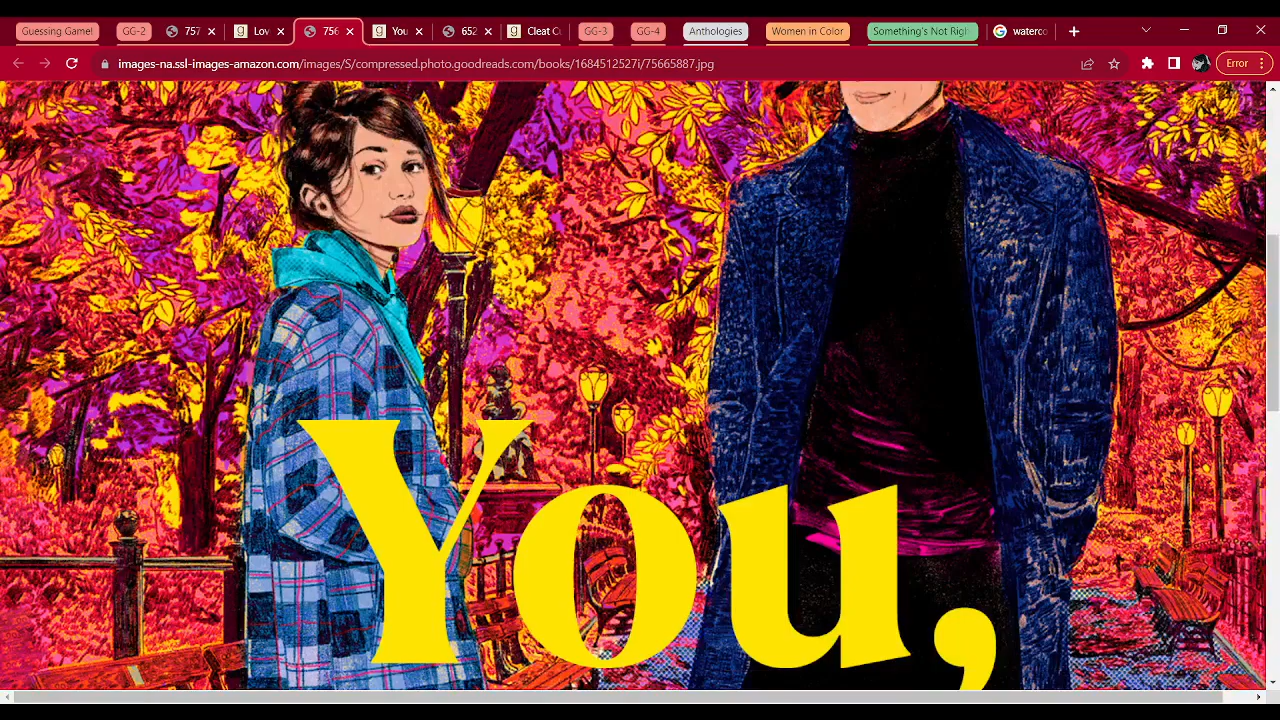 Guessing Game!
GG-2
757
Lov
756
You
652
Cleat Cu
GG-3
GG-4
Anthologies
Women in Color
Something's Not Righ
waterco
images-na.ssl-images-amazon.com/images/S/compressed.photo.goodreads.com/books/1684512527i/75665887.jpg
Error
You,